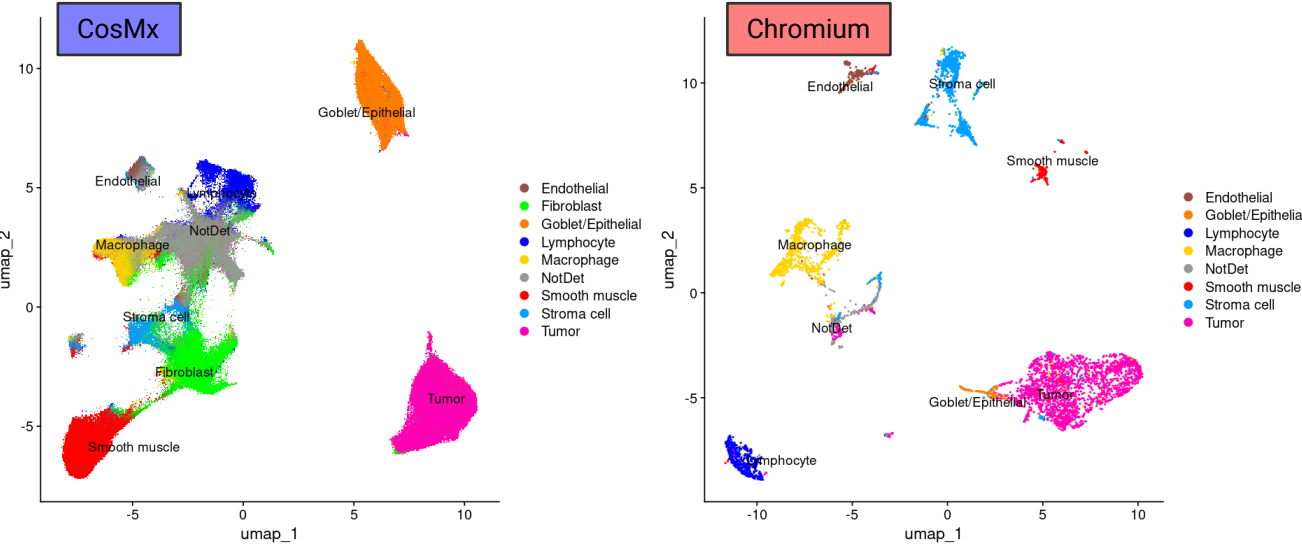 CosMx
10
5
0
-5
umap_2
-5
0
5
10
umap_1
Goblet/Epithelial
Endothelial
Lymphocyte
NotDet
Macrophage
Stroma cell
Fibroblast
Tumor
Smooth muscle
Endothelial
Fibroblast
Goblet/Epithelial
Lymphocyte
Macrophage
NotDet
Smooth muscle
Stroma cell
Tumor
Chromium
10
5
0
-5
umap_2
-10
-5
0
5
10
umap_1
Endothelial
Stroma cell
Smooth muscle
Macrophage
NotDet
Tumor
Goblet/Epithelial
Lymphocyte
Endothelial
Goblet/Epithelia
Lymphocyte
Macrophage
NotDet
Smooth muscle
Stroma cell
Tumor